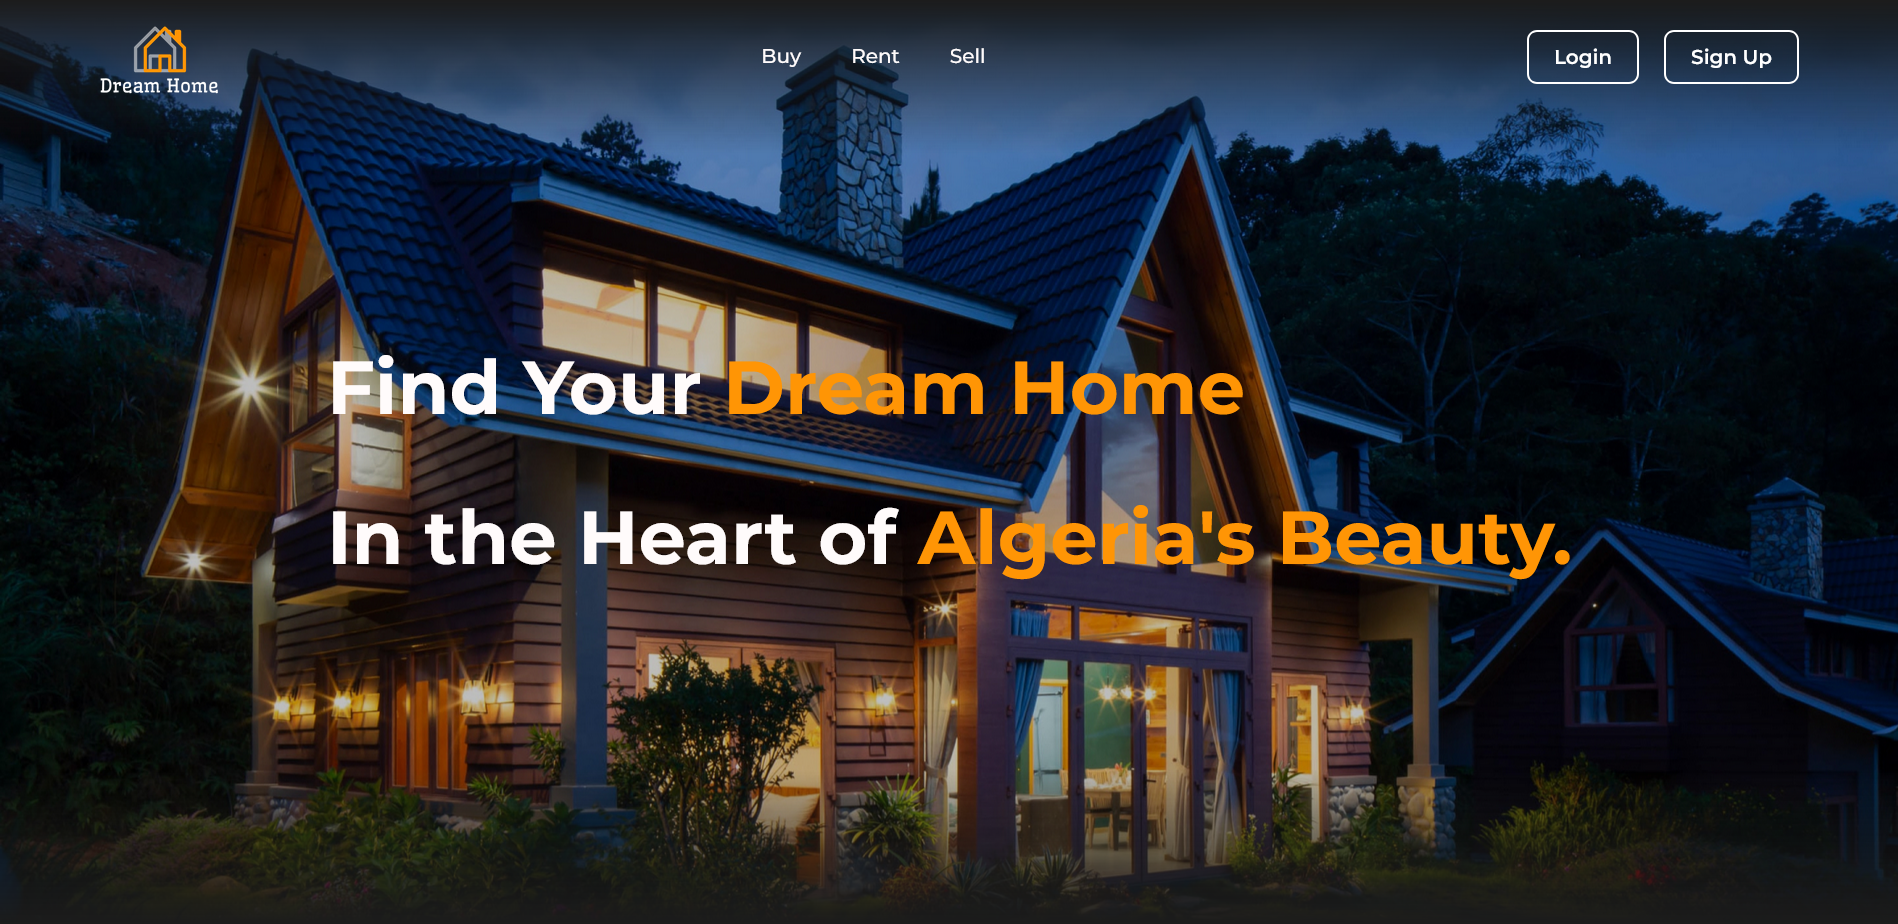 Dream Home
Buy Rent Sell
Login Sign Up
Find Your Dream Home
In the Heart of Algeria's Beauty.